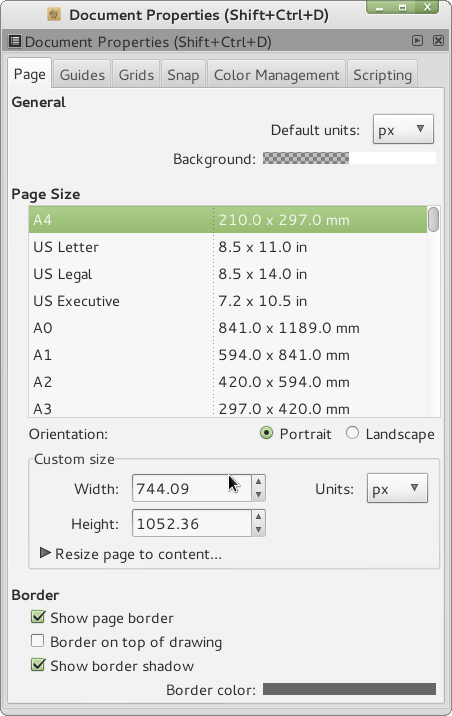 Document Properties (Shift+Ctrl+D)
Document Properties (Shift+Ctrl+D)
Page Guides Grids Snap Color Management Scripting
General
Default units: px
Background:
Page Size
A4 210.0 x 297.0 mm
US Letter 8.5 x 11.0 in
US Legal 8.5 x 14.0 in
US Executive 7.2 x 10.5 in
A0 841.0 x 1189.0 mm
A1 594.0 x 841.0 mm
A2 420.0 x 594.0 mm
A3 297.0 x 420.0 mm
Orientation: Portrait Landscape
Custom size
Width: 744.09 Units: px
Height: 1052.36
Resize page to content...
Border
Show page border
Border on top of drawing
Show border shadow
Border color: